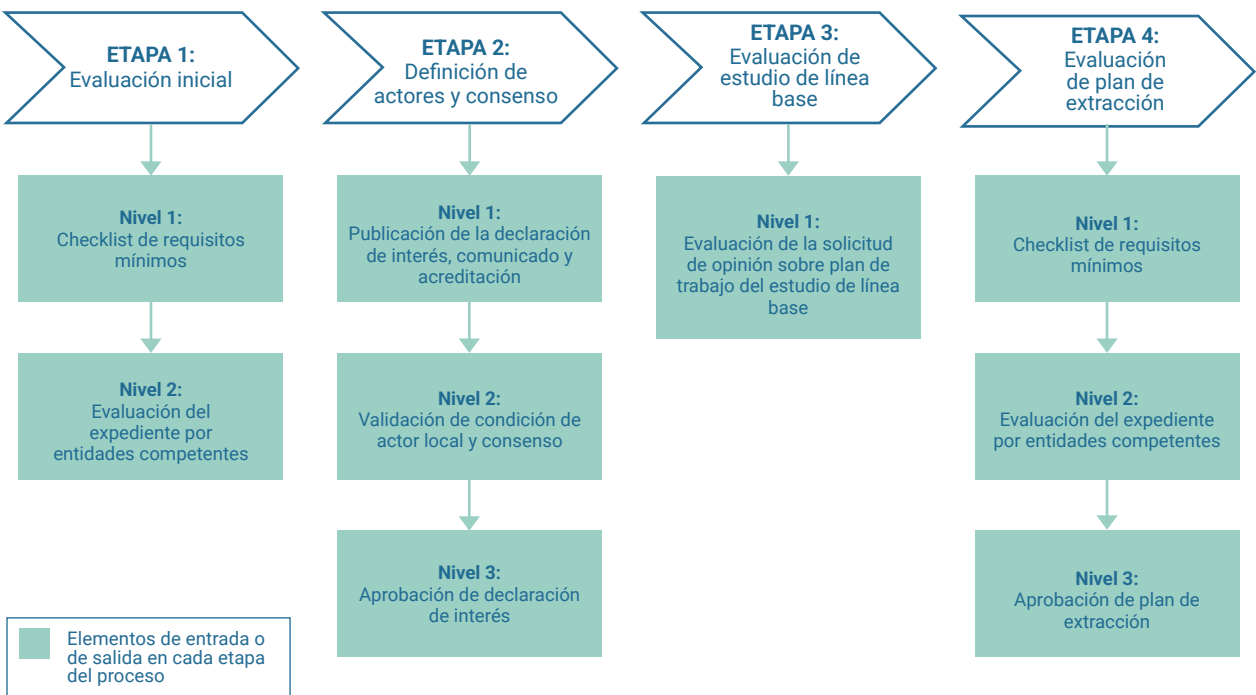 ETAPA 1:
Evaluación inicial
ETAPA 2:
Definición de
actores y consenso
ETAPA 3:
Evaluación de
estudio de línea
base
ETAPA 4:
Evaluación
de plan de
extracción
Nivel 1:
Checklist de requisitos
mínimos
Nivel 1:
Publicación de la declaración
de interés, comunicado y
acreditación
Nivel 1:
Evaluación de la solicitud
de opinión sobre plan de
trabajo del estudio de línea
base
Nivel 1:
Checklist de requisitos
mínimos
Nivel 2:
Evaluación del
expediente por
entidades competentes
Nivel 2:
Validación de condición de
actor local y consenso
Nivel 2:
Evaluación del expediente
por entidades competentes
Nivel 3:
Aprobación de declaración
de interés
Nivel 3:
Aprobación de plan de
extracción
Elementos de entrada o
de salida en cada etapa
del proceso